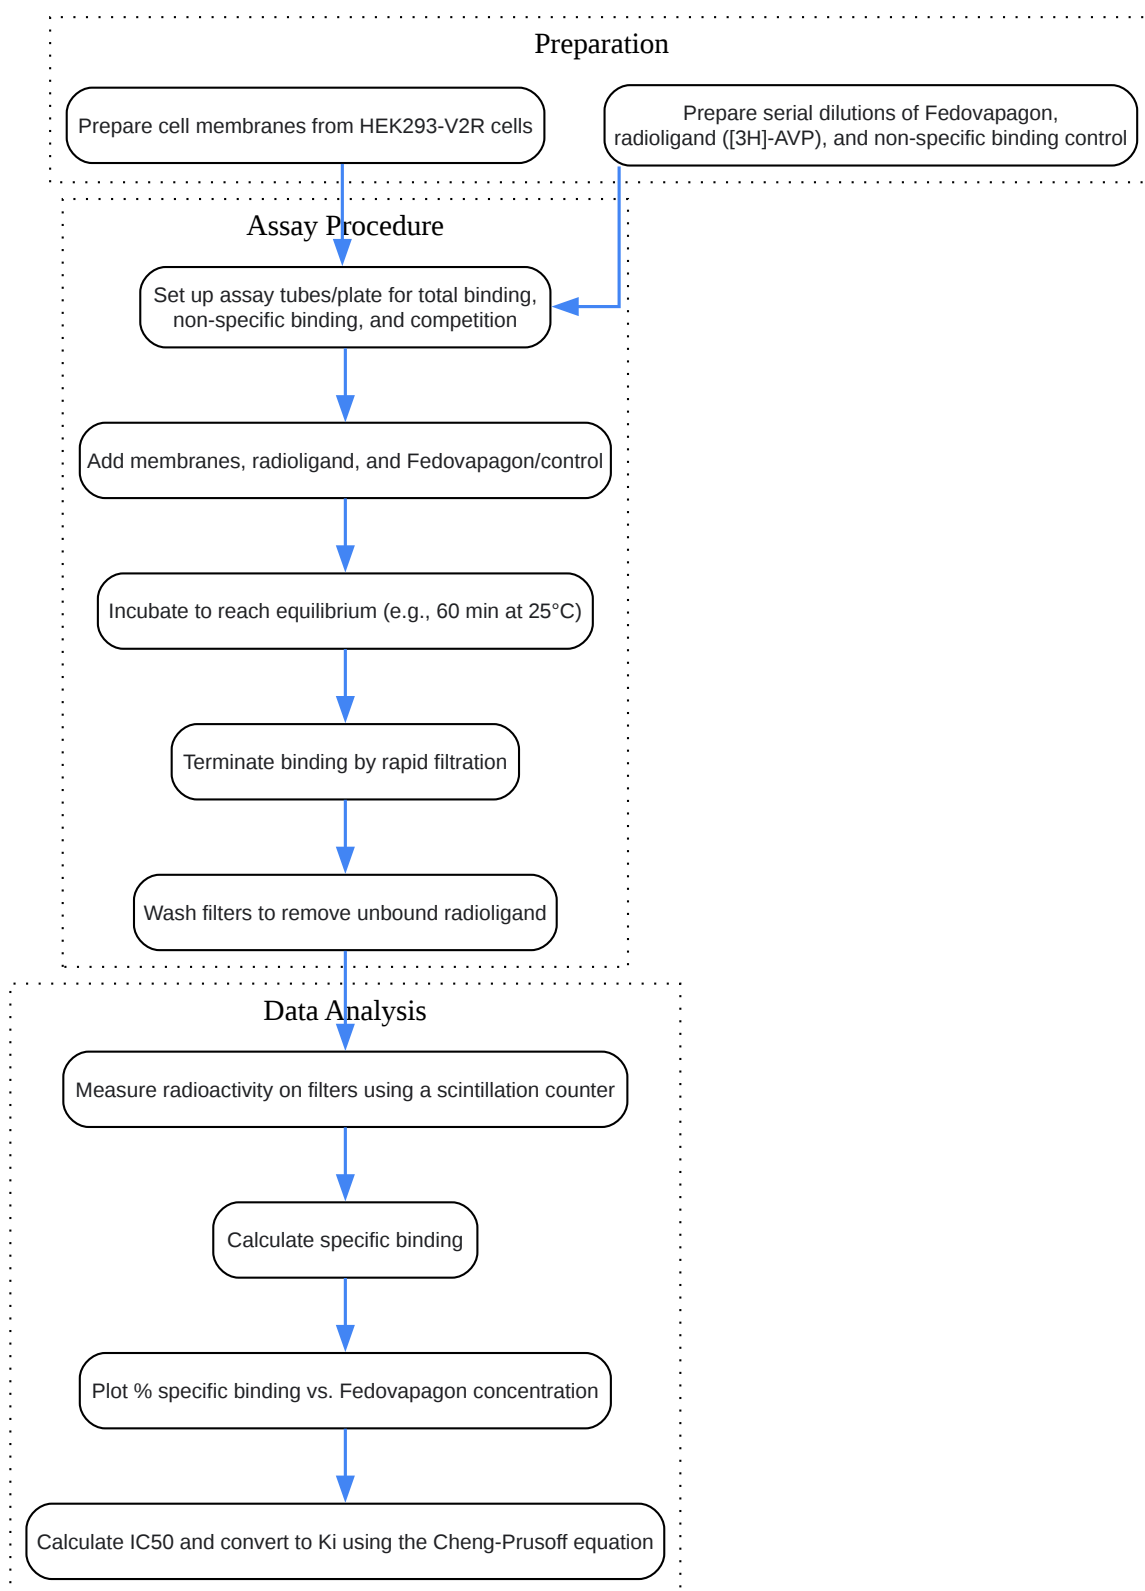 Preparation
Prepare cell membranes from HEK293-V2R cells
Prepare serial dilutions of Fedovapagon,
radioligand ([3H]-AVP), and non-specific binding control
Assay Procedure
Set up assay tubes/plate for total binding,
non-specific binding, and competition
Add membranes, radioligand, and Fedovapagon/control
Incubate to reach equilibrium (e.g., 60 min at 25°C)
Terminate binding by rapid filtration
Wash filters to remove unbound radioligand
Data Analysis
Measure radioactivity on filters using a scintillation counter
Calculate specific binding
Plot % specific binding vs. Fedovapagon concentration
Calculate IC50 and convert to Ki using the Cheng-Prusoff equation